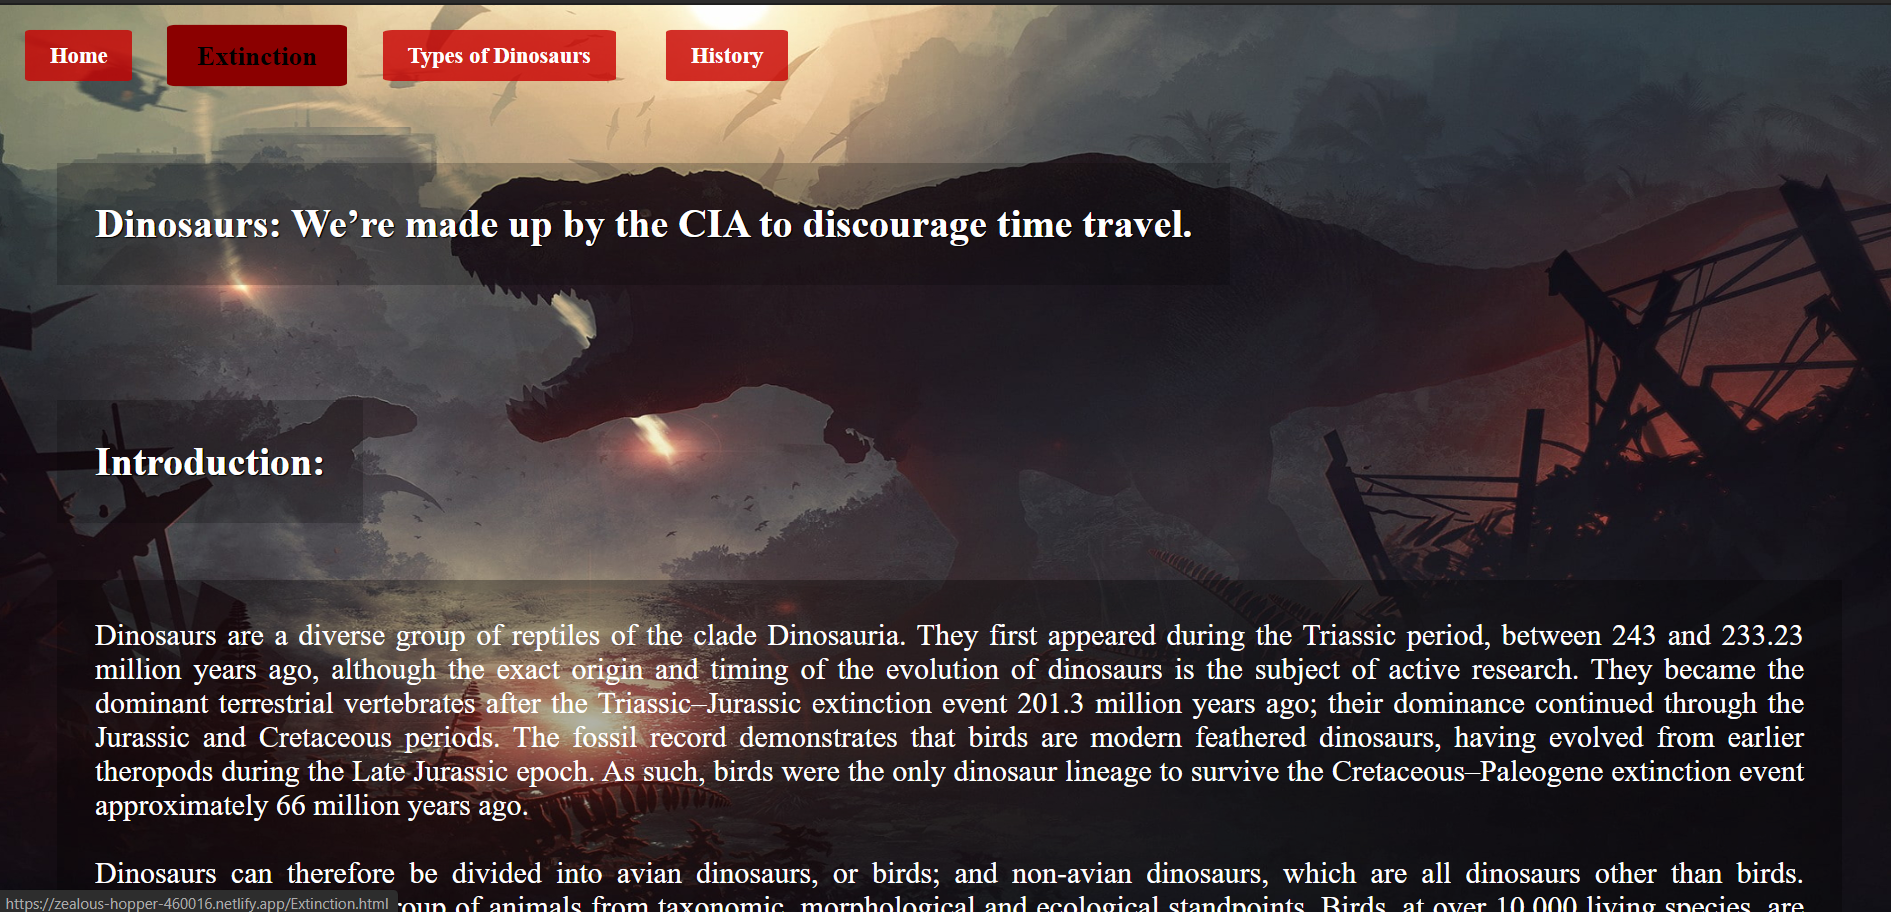 Home Extinction Types of Dinosaurs History
Dinosaurs: We’re made up by the CIA to discourage time travel.
Introduction:
Dinosaurs are a diverse group of reptiles of the clade Dinosauria. They first appeared during the Triassic period, between 243 and 233.23
million years ago, although the exact origin and timing of the evolution of dinosaurs is the subject of active research. They became the
dominant terrestrial vertebrates after the Triassic–Jurassic extinction event 201.3 million years ago; their dominance continued through the
Jurassic and Cretaceous periods. The fossil record demonstrates that birds are modern feathered dinosaurs, having evolved from earlier
theropods during the Late Jurassic epoch. As such, birds were the only dinosaur lineage to survive the Cretaceous–Paleogene extinction event
approximately 66 million years ago.
Dinosaurs can therefore be divided into avian dinosaurs, or birds; and non-avian dinosaurs, which are all dinosaurs other than birds.
of animals from taxonomic, morphological and ecological standpoints. Birds, at over 10,000 living species, are
https://zealous-hopper-460016.netlify.app/Extinction.html